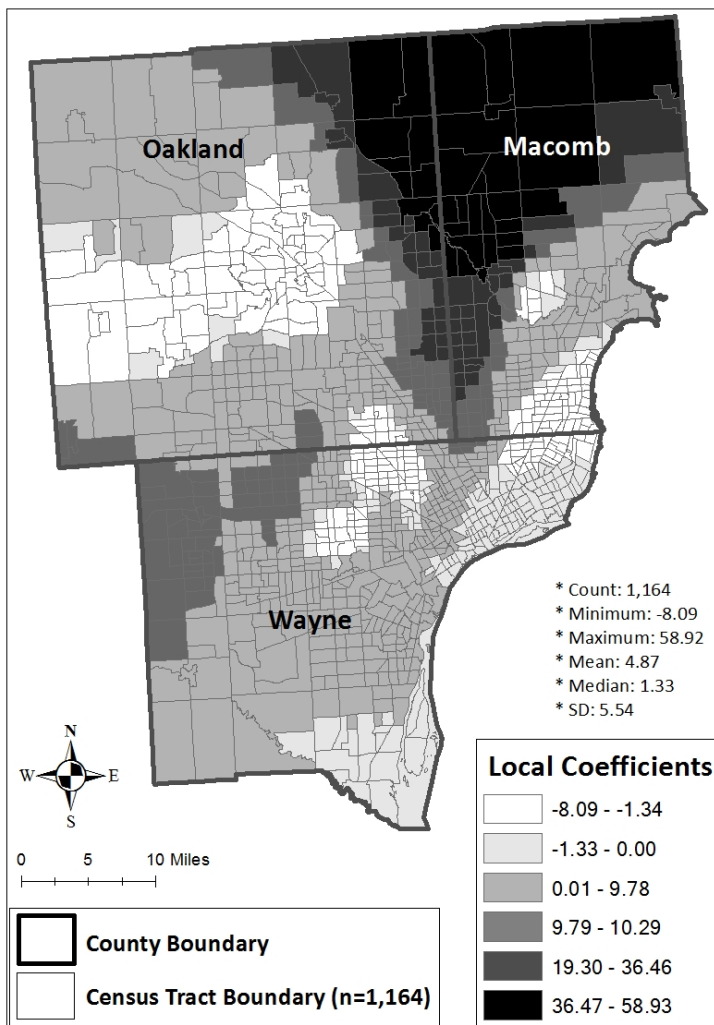 Oakland
Macomb
Wayne
* Count: 1,164
* Minimum: -8.09
* Maximum: 58.92
* Mean: 4.87
* Median: 1.33
* SD: 5.54
N
W E
S
0 5 10 Miles
County Boundary
Census Tract Boundary (n=1,164)
Local Coefficients
-8.09 - -1.34
-1.33 - 0.00
0.01 - 9.78
9.79 - 10.29
19.30 - 36.46
36.47 - 58.93